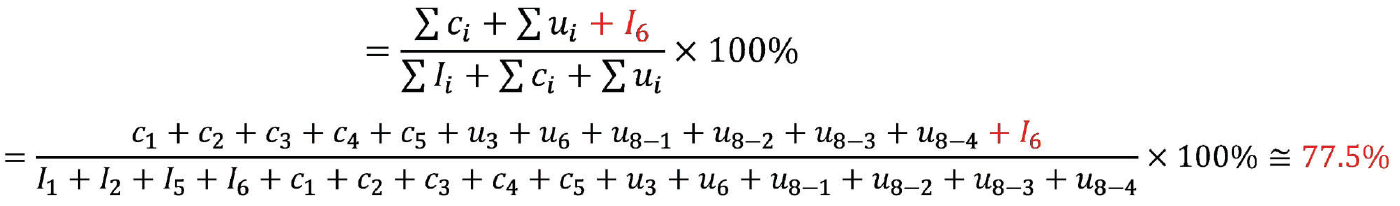 = (∑ c_i + ∑ u_i + I_6) / (∑ I_i + ∑ c_i + ∑ u_i) × 100%
= (c_1 + c_2 + c_3 + c_4 + c_5 + u_3 + u_6 + u_{8−1} + u_{8−2} + u_{8−3} + u_{8−4} + I_6) / (I_1 + I_2 + I_5 + I_6 + c_1 + c_2 + c_3 + c_4 + c_5 + u_3 + u_6 + u_{8−1} + u_{8−2} + u_{8−3} + u_{8−4}) × 100% ≅ 77.5%